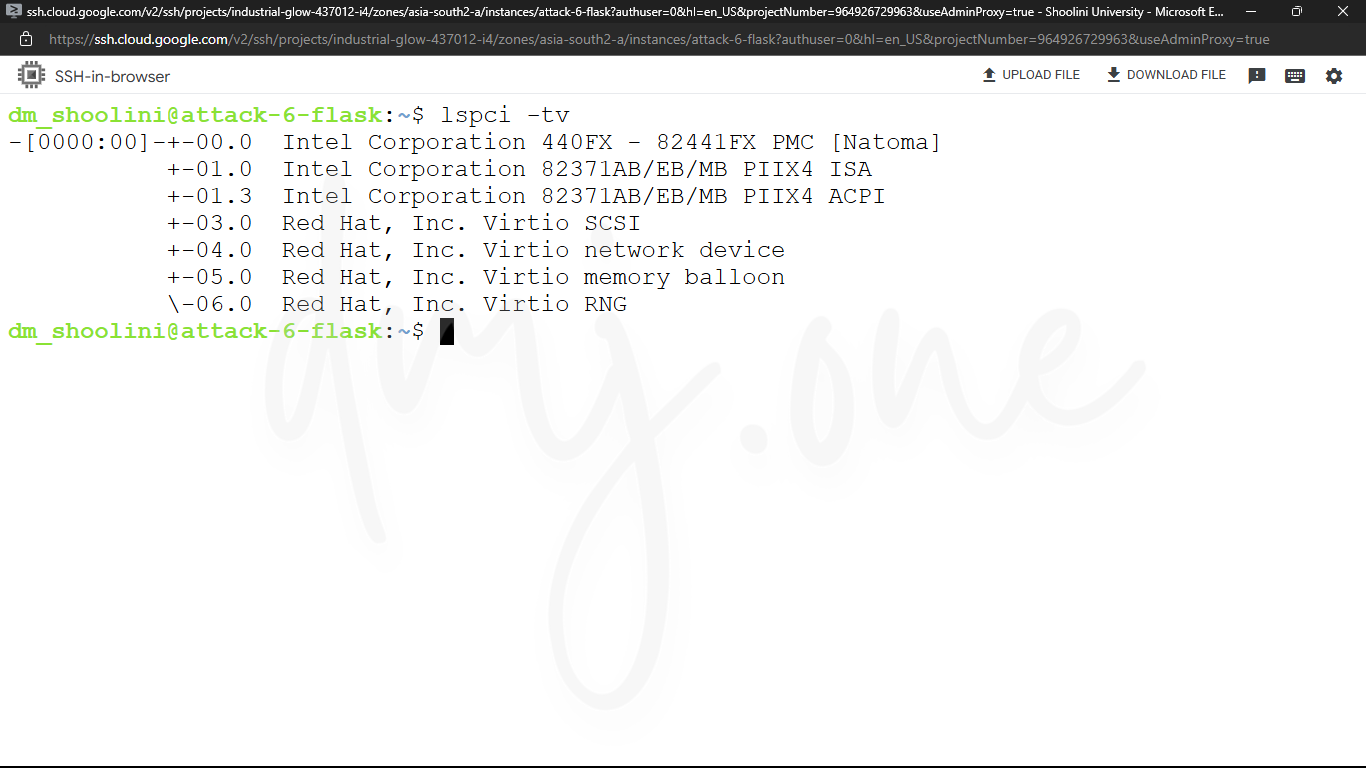 ssh.cloud.google.com/v2/ssh/projects/industrial-glow-437012-i4/zones/asia-south2-a/instances/attack-6-flask?authuser=0&hl=en_US&projectNumber=964926729963&useAdminProxy=true - Shoolini University - Microsoft E...
https://ssh.cloud.google.com/v2/ssh/projects/industrial-glow-437012-i4/zones/asia-south2-a/instances/attack-6-flask?authuser=0&hl=en_US&projectNumber=964926729963&useAdminProxy=true
SSH-in-browser UPLOAD FILE DOWNLOAD FILE
dm_shoolini@attack-6-flask:~$ lspci -tv
-[0000:00]-+-00.0  Intel Corporation 440FX - 82441FX PMC [Natoma]
           +-01.0  Intel Corporation 82371AB/EB/MB PIIX4 ISA
           +-01.3  Intel Corporation 82371AB/EB/MB PIIX4 ACPI
           +-03.0  Red Hat, Inc. Virtio SCSI
           +-04.0  Red Hat, Inc. Virtio network device
           +-05.0  Red Hat, Inc. Virtio memory balloon
           \-06.0  Red Hat, Inc. Virtio RNG
dm_shoolini@attack-6-flask:~$
dmy.one